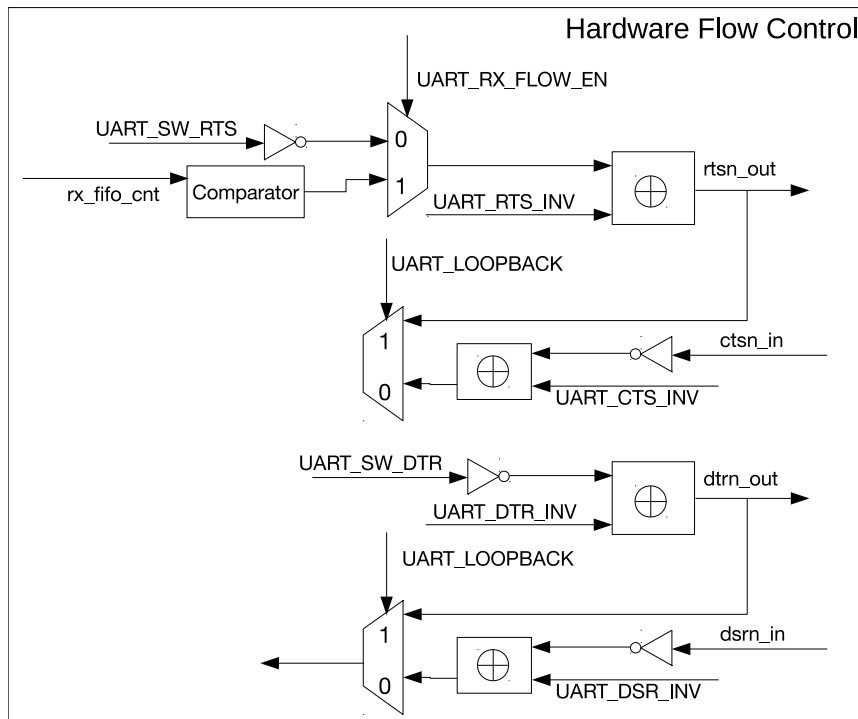 Hardware Flow Control
UART_RX_FLOW_EN
UART_SW_RTS
0
rx_fifo_cnt
Comparator
1
rtsn_out
UART_RTS_INV
UART_LOOPBACK
1
ctsn_in
0
UART_CTS_INV
UART_SW_DTR
dtrn_out
UART_DTR_INV
UART_LOOPBACK
1
dsrn_in
0
UART_DSR_INV